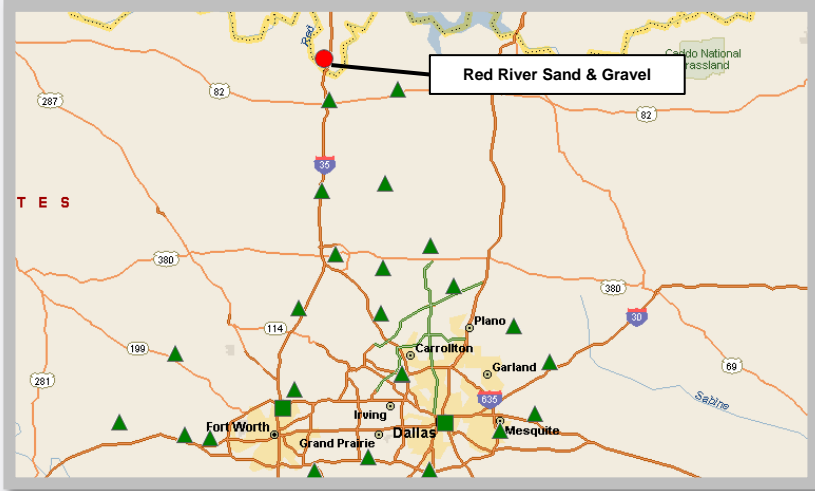 Red
Caddo National
Grassland
Red River Sand & Gravel
287
82
82
35
T E S
380
380
30
114
Plano
199
Carrollton
Garland
69
281
635
Sabine
Irving
Fort Worth
Dallas
Mesquite
Grand Prairie